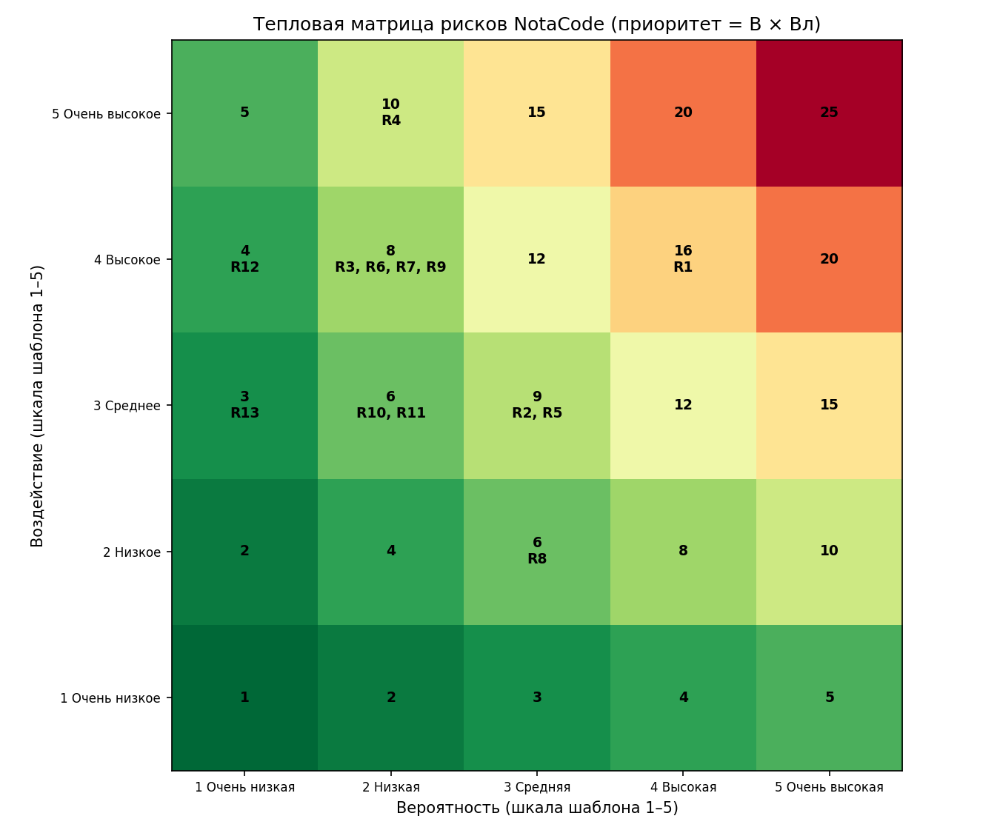 Тепловая матрица рисков NotaCode (приоритет = В × Вл)
Воздействие (шкала шаблона 1–5)
5 Очень высокое
5
10
R4
15
20
25
4 Высокое
4
R12
8
R3, R6, R7, R9
12
16
R1
20
3 Среднее
3
R13
6
R10, R11
9
R2, R5
12
15
2 Низкое
2
4
6
R8
8
10
1 Очень низкое
1
2
3
4
5
1 Очень низкая
2 Низкая
3 Средняя
4 Высокая
5 Очень высокая
Вероятность (шкала шаблона 1–5)